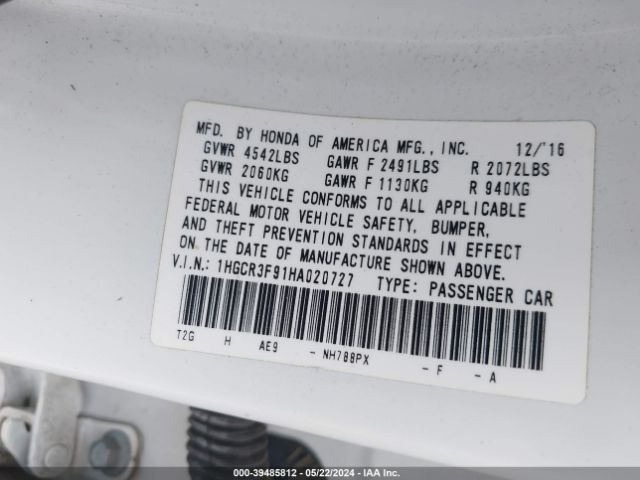 MFD. BY HONDA OF AMERICA MFG., INC. 12/'16
GVWR 4542LBS GAWR F 2491LBS R 2072LBS
GVWR 2060KG GAWR F 1130KG R 940KG
THIS VEHICLE CONFORMS TO ALL APPLICABLE
FEDERAL MOTOR VEHICLE SAFETY, BUMPER,
AND THEFT PREVENTION STANDARDS IN EFFECT
ON THE DATE OF MANUFACTURE SHOWN ABOVE.
V.I.N.: 1HGCR3F91HA020727 TYPE: PASSENGER CAR
T2G H AE9 - NH788PX - F - A
000-39485812 - 05/22/2024 - IAA Inc.